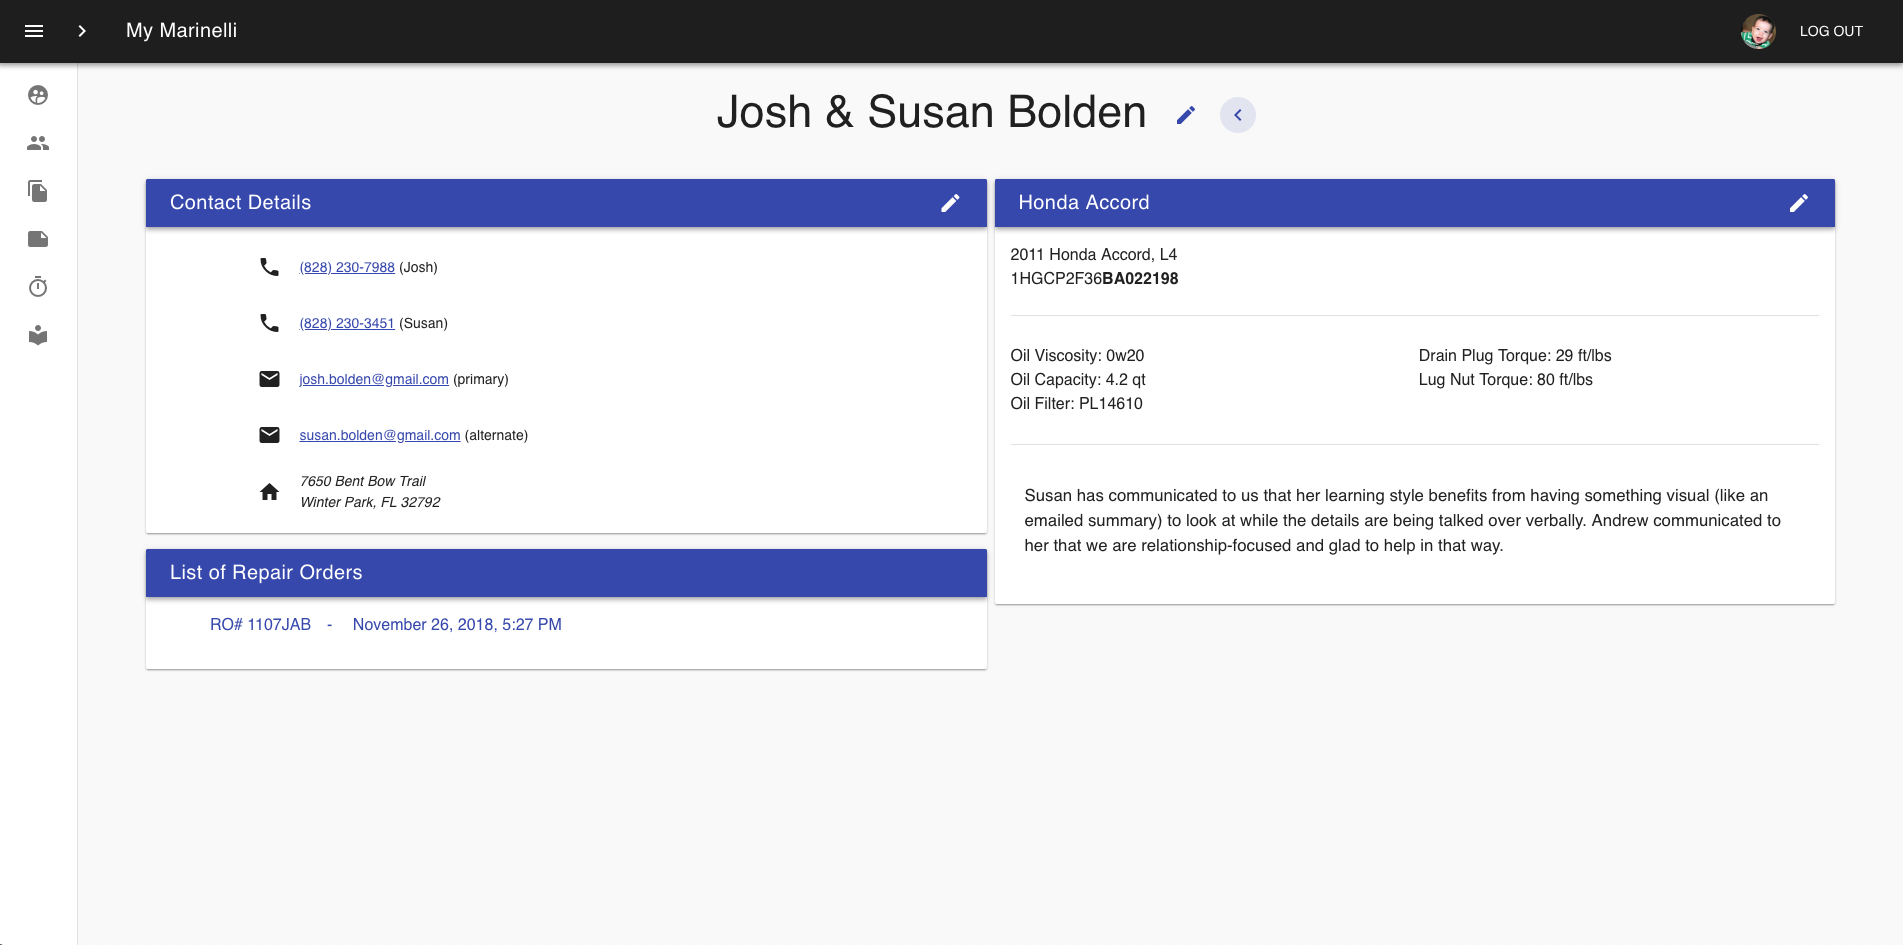 My Marinelli
LOG OUT
Josh & Susan Bolden
Contact Details
(828) 230-7988 (Josh)
(828) 230-3451 (Susan)
josh.bolden@gmail.com (primary)
susan.bolden@gmail.com (alternate)
7650 Bent Bow Trail
Winter Park, FL 32792
List of Repair Orders
RO# 1107JAB - November 26, 2018, 5:27 PM
Honda Accord
2011 Honda Accord, L4
1HGCP2F36BA022198
Oil Viscosity: 0w20
Oil Capacity: 4.2 qt
Oil Filter: PL14610
Drain Plug Torque: 29 ft/lbs
Lug Nut Torque: 80 ft/lbs
Susan has communicated to us that her learning style benefits from having something visual (like an
emailed summary) to look at while the details are being talked over verbally. Andrew communicated to
her that we are relationship-focused and glad to help in that way.